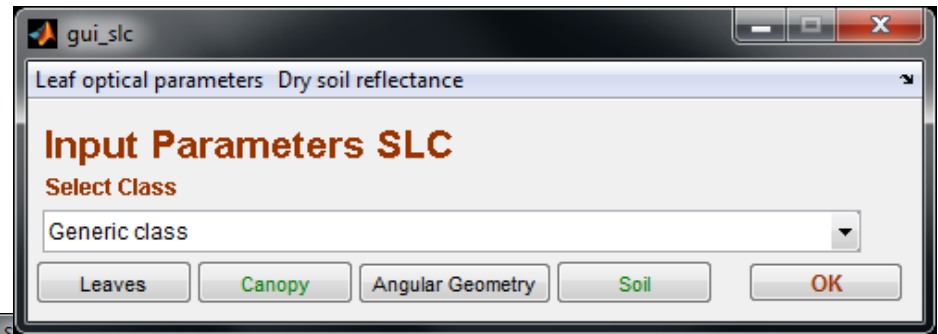 gui_slc
Leaf optical parameters Dry soil reflectance
Input Parameters SLC
Select Class
Generic class
Leaves Canopy Angular Geometry Soil OK